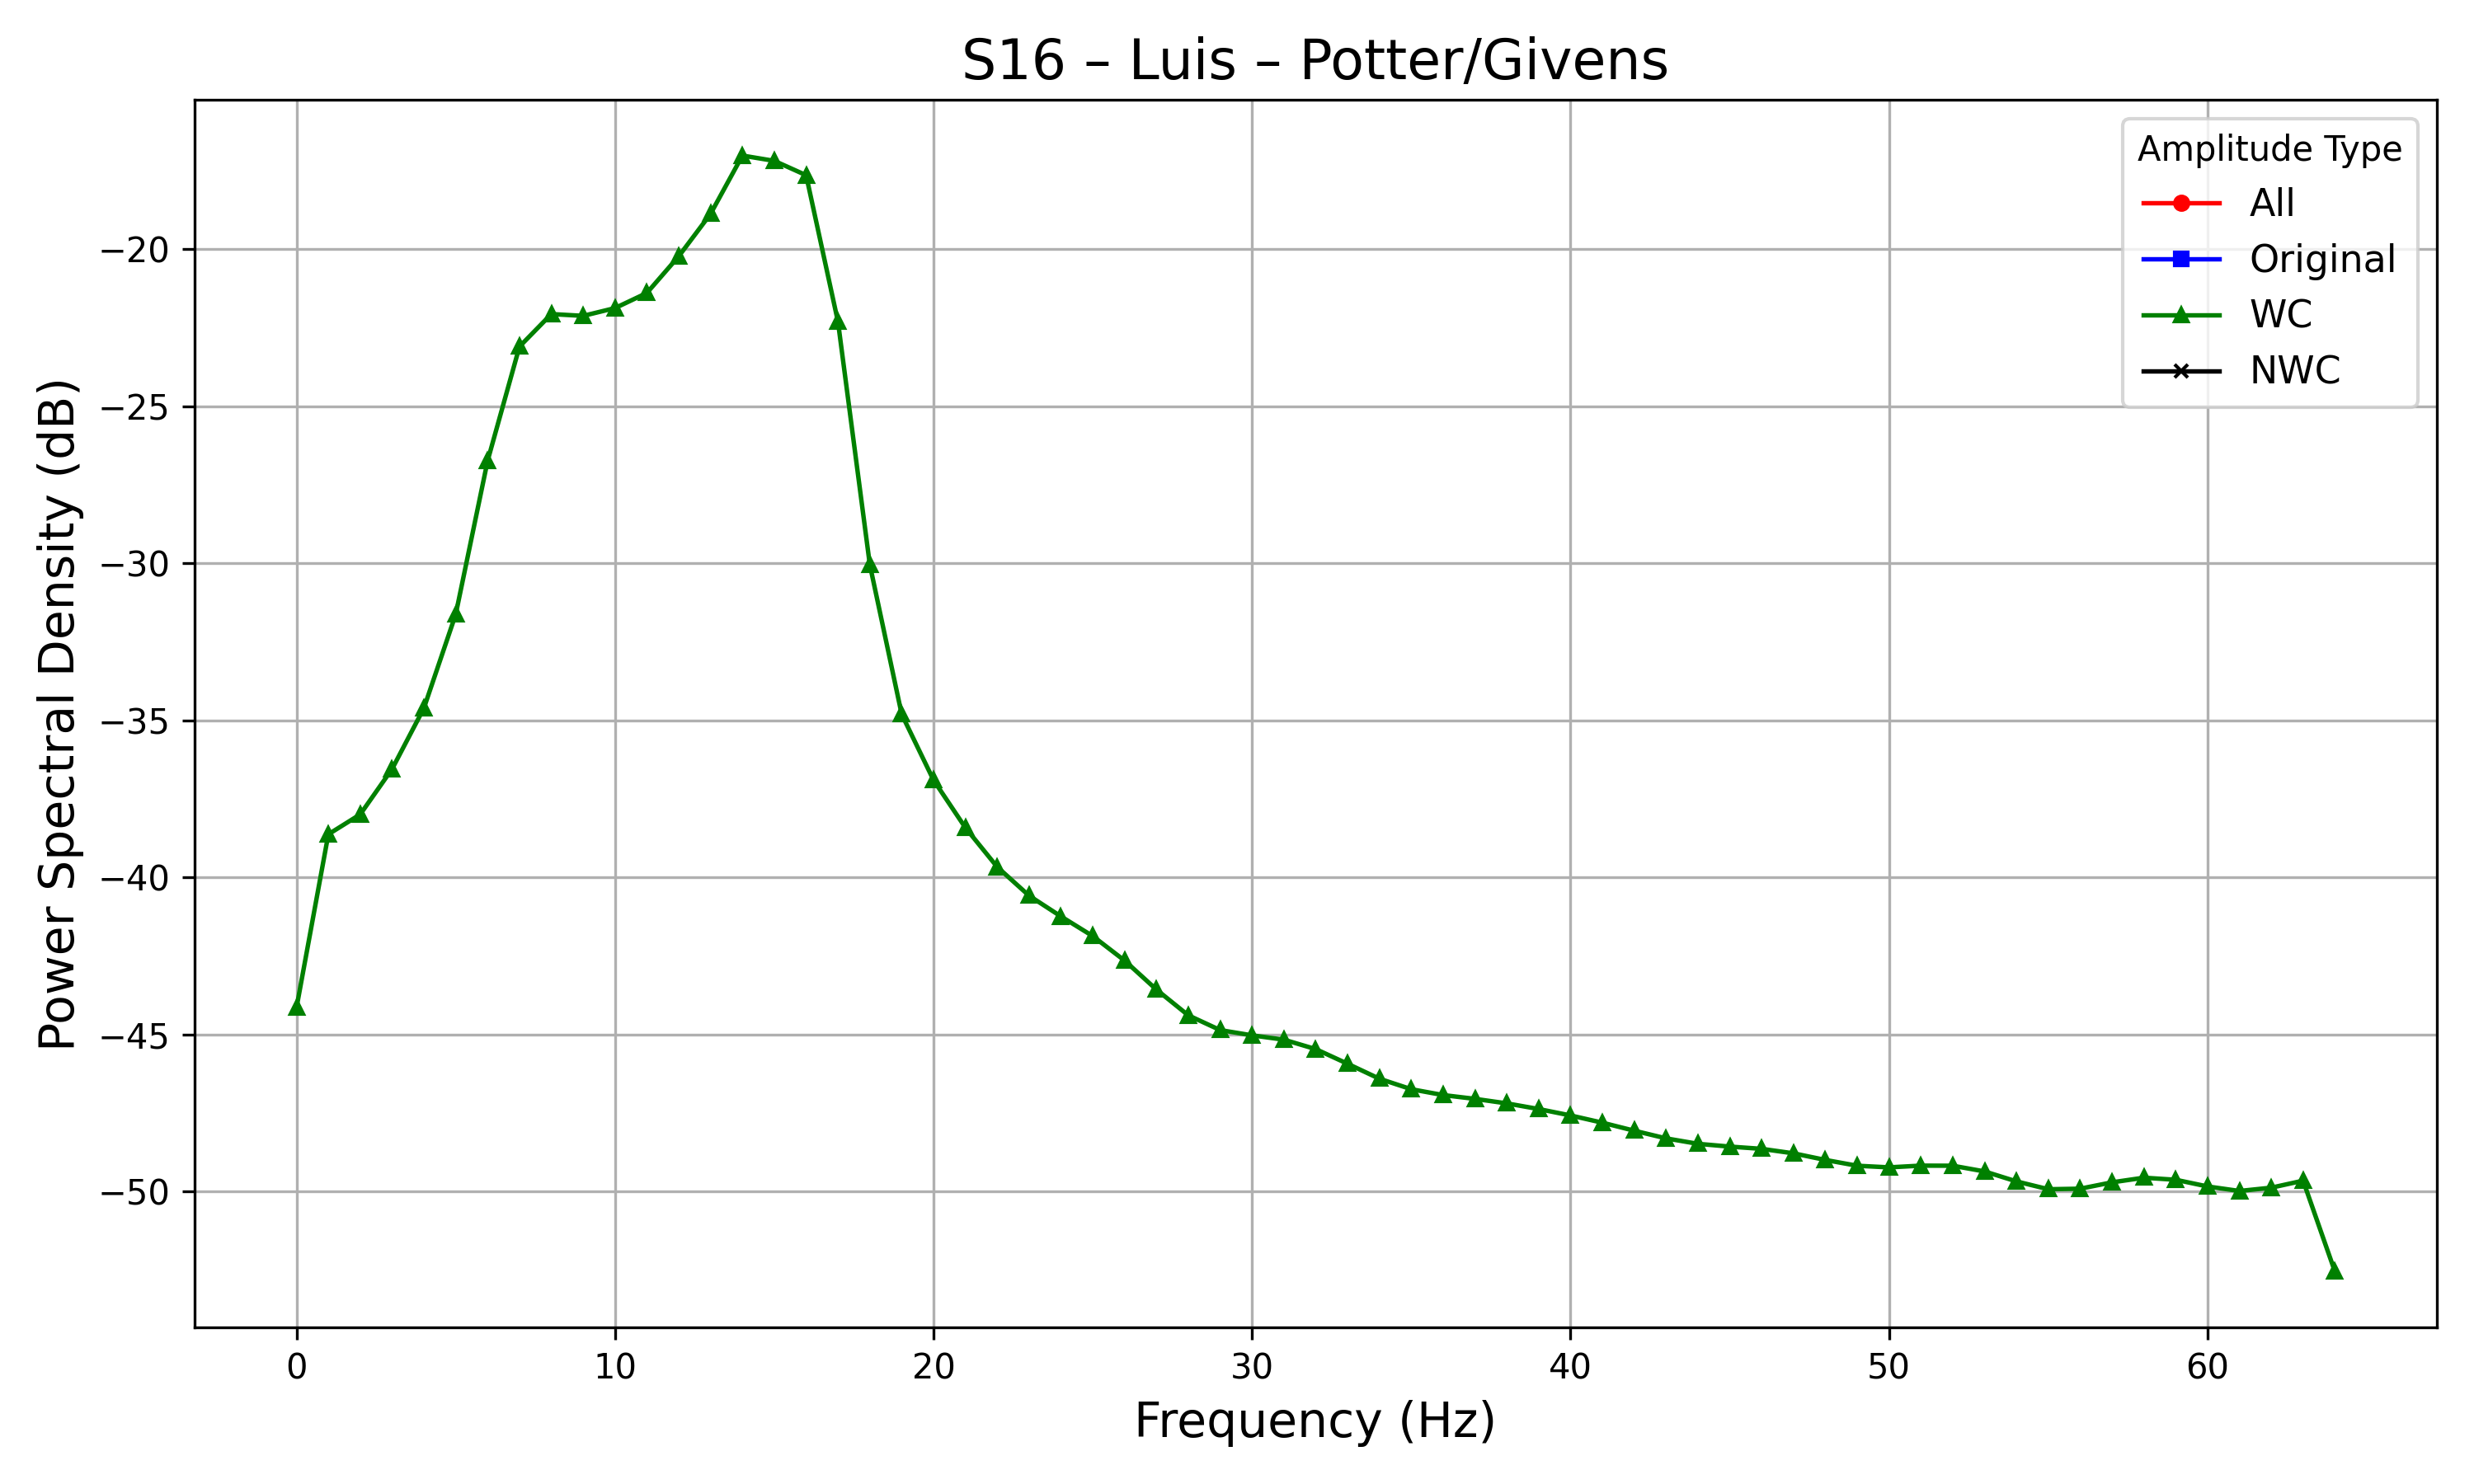 S16 – Luis – Potter/Givens
Amplitude Type
All
Original
WC
NWC
Power Spectral Density (dB)
−20
−25
−30
−35
−40
−45
−50
0 10 20 30 40 50 60
Frequency (Hz)